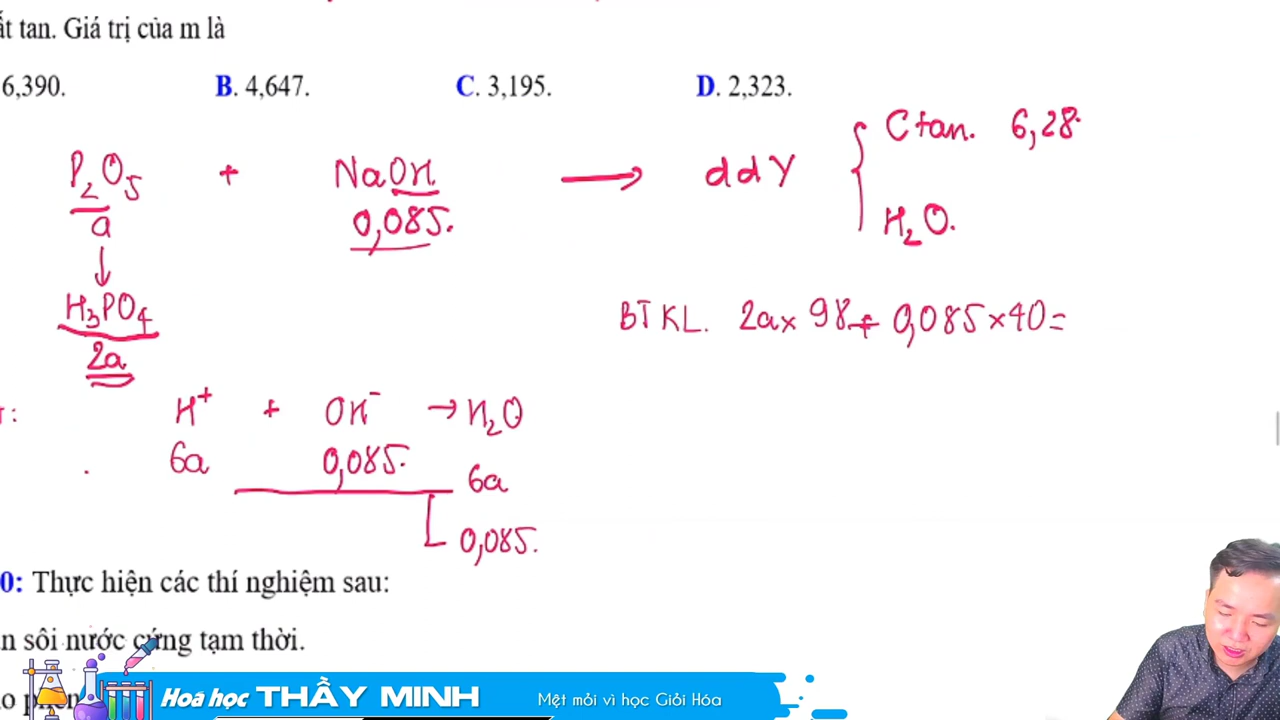 ất tan. Giá trị của m là
6,390. B. 4,647. C. 3,195. D. 2,323.
P2O5 + NaOH. → ddY { Ctan. 6,28.
a 0,085. H2O.
↓
H3PO4
2a
BTKL. 2a× 98 + 0,085×40=
T:
H+ + OH- → H2O
6a 0,085. 6a
0,085.
0: Thực hiện các thí nghiệm sau:
n sôi nước cứng tạm thời.
Hoá học THẦY MINH Mệt mỏi vì học Giỏi Hóa